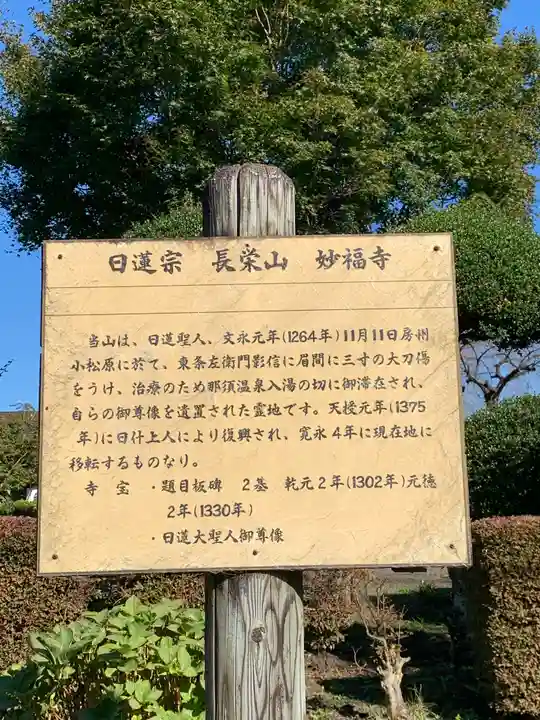 日蓮宗　長栄山　妙福寺
当山は、日蓮聖人、文永元年(1264年)11月11日房州
小松原に於て、東条左衛門影信に眉間に三寸の大刀傷
をうけ、治療のため那須温泉入湯の切に御滞在され、
自らの御尊像を遺置された霊地です。天授元年(1375
年)に日什上人により復興され、寛永4年に現在地に
移転するものなり。
寺　宝　・題目板碑　2基　乾元2年(1302年)元徳
2年(1330年)
・日蓮大聖人御尊像